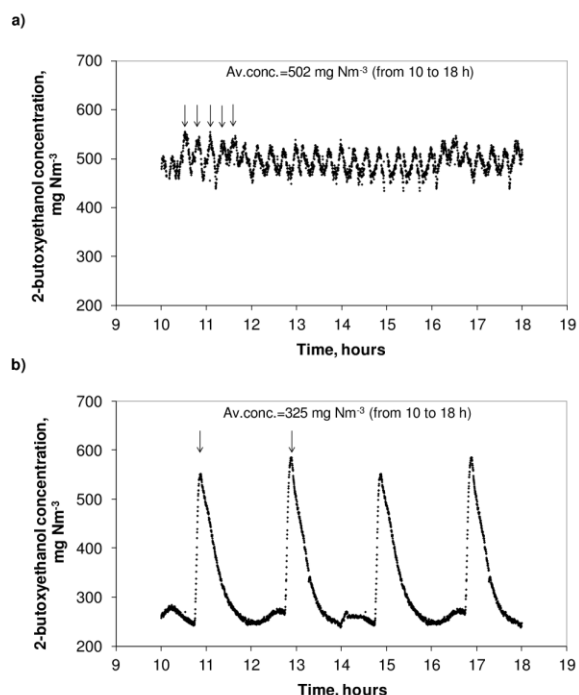 a)
700
600
500
400
300
200
2-butoxyethanol concentration,
mg Nm-3
Av.conc.=502 mg Nm-3 (from 10 to 18 h)
9 10 11 12 13 14 15 16 17 18 19
Time, hours
b)
700
600
500
400
300
200
2-butoxyethanol concentration,
mg Nm-3
Av.conc.=325 mg Nm-3 (from 10 to 18 h)
9 10 11 12 13 14 15 16 17 18 19
Time, hours